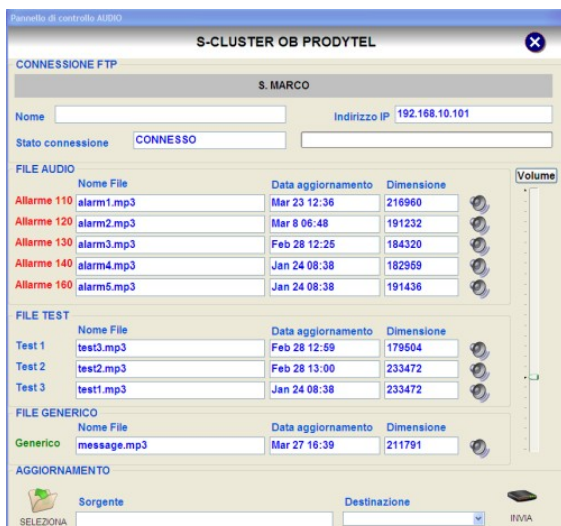 Pannello di controllo AUDIO
S-CLUSTER OB PRODYTEL
CONNESSIONE FTP
S. MARCO
Nome Indirizzo IP 192.168.10.101
Stato connessione CONNESSO
FILE AUDIO Volume
Nome File Data aggiornamento Dimensione
Allarme 110 alarm1.mp3 Mar 23 12:36 216960
Allarme 120 alarm2.mp3 Mar 8 06:48 191232
Allarme 130 alarm3.mp3 Feb 28 12:25 184320
Allarme 140 alarm4.mp3 Jan 24 08:38 182959
Allarme 160 alarm5.mp3 Jan 24 08:38 191436
FILE TEST
Nome File Data aggiornamento Dimensione
Test 1 test3.mp3 Feb 28 12:59 179504
Test 2 test2.mp3 Feb 28 13:00 233472
Test 3 test1.mp3 Jan 24 08:38 233472
FILE GENERICO
Nome File Data aggiornamento Dimensione
Generico message.mp3 Mar 27 16:39 211791
AGGIORNAMENTO
Sorgente Destinazione
SELEZIONA INVIA